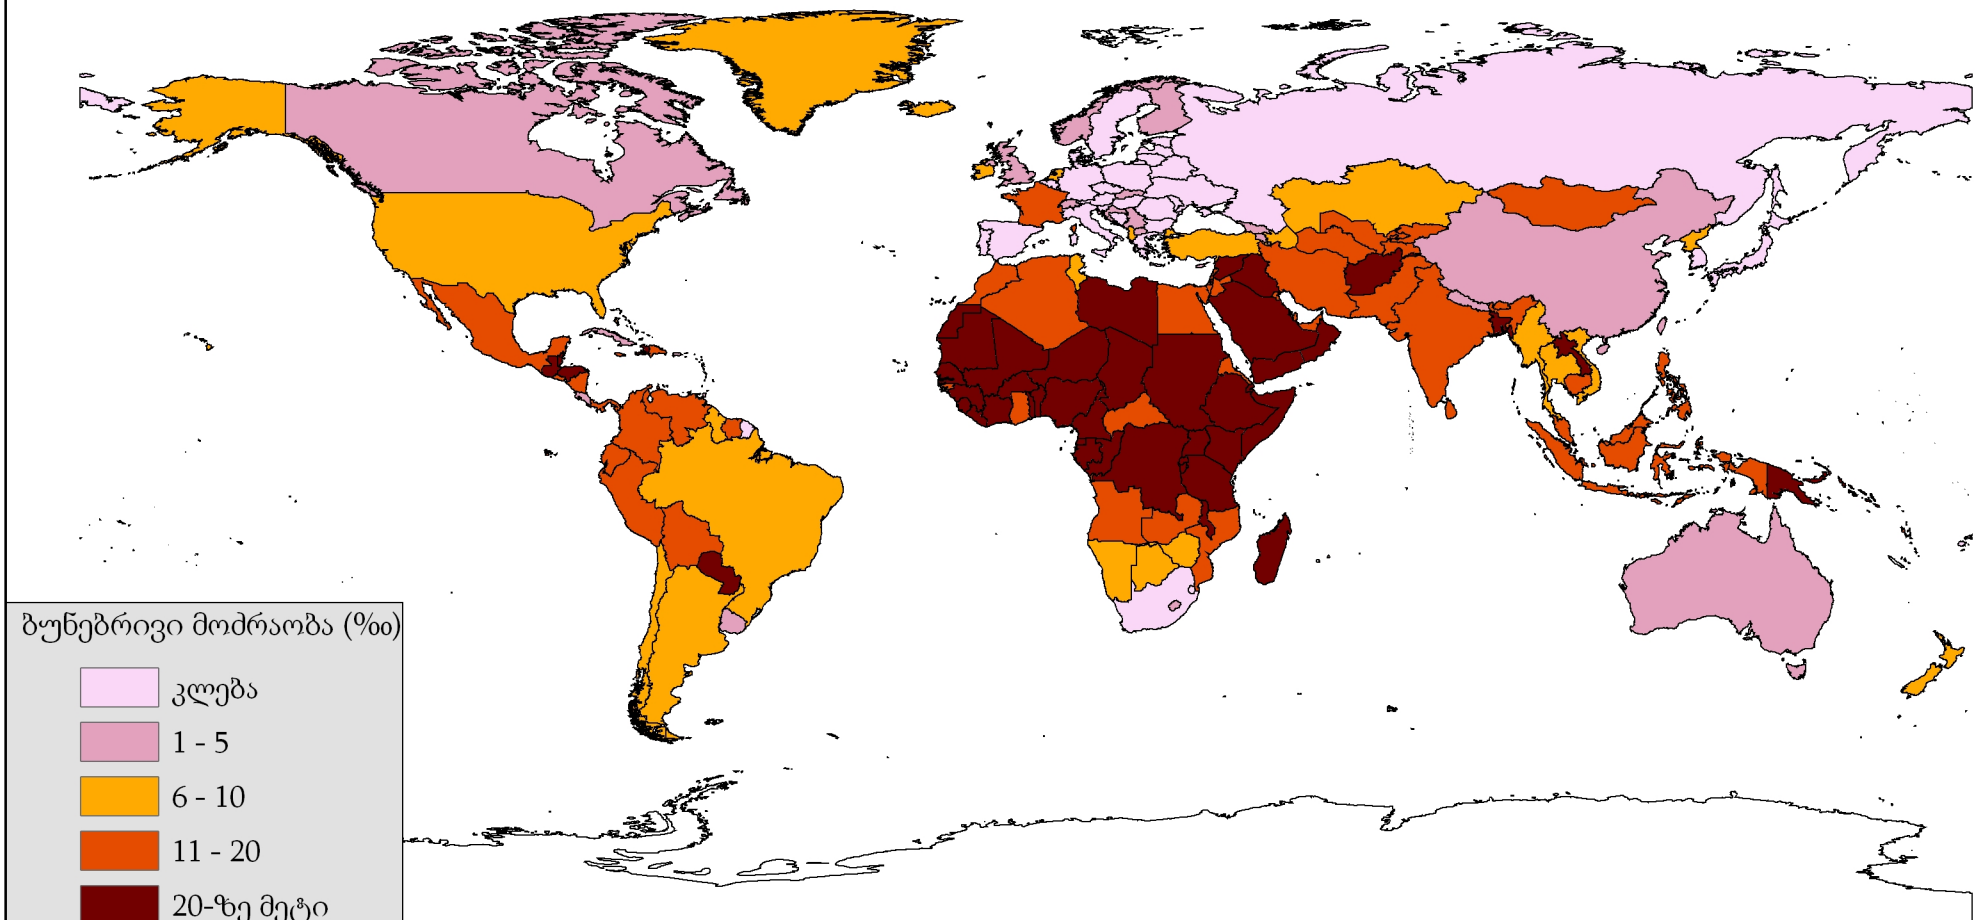 ბუნებრივი მოძრაობა (‰)
კლება
1 - 5
6 - 10
11 - 20
20-ზე მეტი